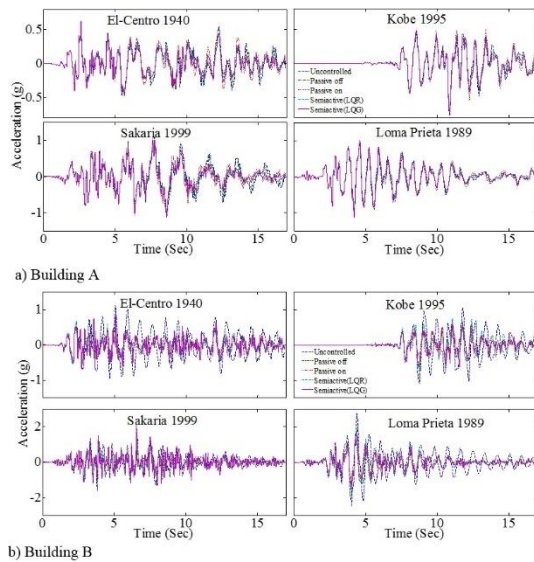 a)
El-Centro 1940
Kobe 1995
0.5
0
-0.5
Uncontrolled
Passive off
Passive on
Semiactive(LQR)
Semiactive(LQG)
Acceleration (g)
Sakaria 1999
Loma Prieta 1989
1
0
-1
0 5 10 15 0 5 10 15
Time (Sec) Time (Sec)
a) Building A
El-Centro 1940
Kobe 1995
1
0
-1
Uncontrolled
Passive off
Passive on
Semiactive(LQR)
Semiactive(LQG)
Acceleration (g)
Sakaria 1999
Loma Prieta 1989
2
0
-2
0 5 10 15 0 5 10 15
Time (Sec) Time (Sec)
b) Building B